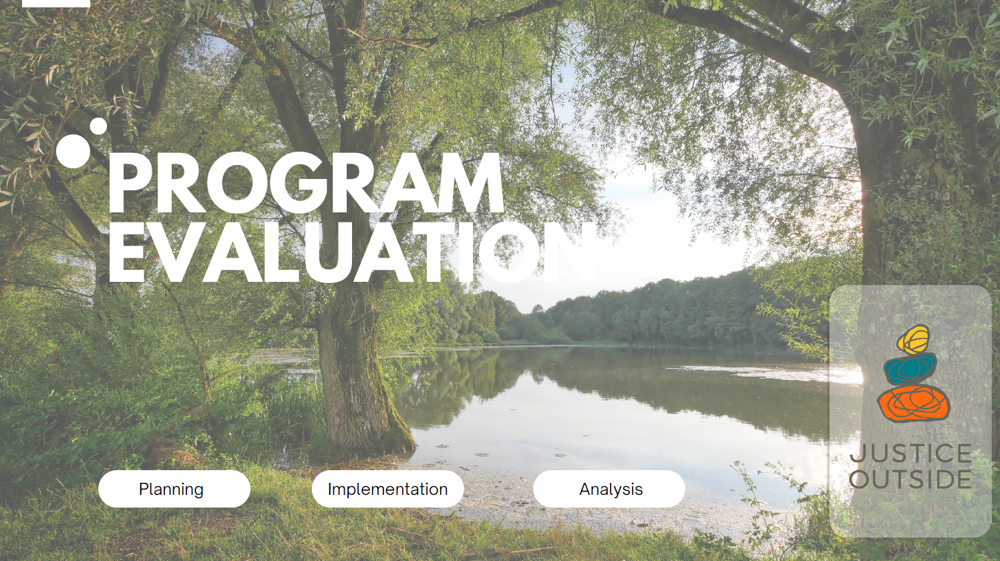 PROGRAM
EVALUATION
Planning
Implementation
Analysis
JUSTICE
OUTSIDE